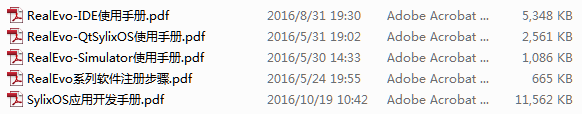 RealEvo-IDE使用手册.pdf 2016/8/31 19:30 Adobe Acrobat ... 5,348 KB
RealEvo-QtSylixOS使用手册.pdf 2016/5/31 19:02 Adobe Acrobat ... 2,561 KB
RealEvo-Simulator使用手册.pdf 2016/5/30 14:33 Adobe Acrobat ... 1,086 KB
RealEvo系列软件注册步骤.pdf 2016/5/24 19:55 Adobe Acrobat ... 665 KB
SylixOS应用开发手册.pdf 2016/10/19 10:42 Adobe Acrobat ... 11,562 KB